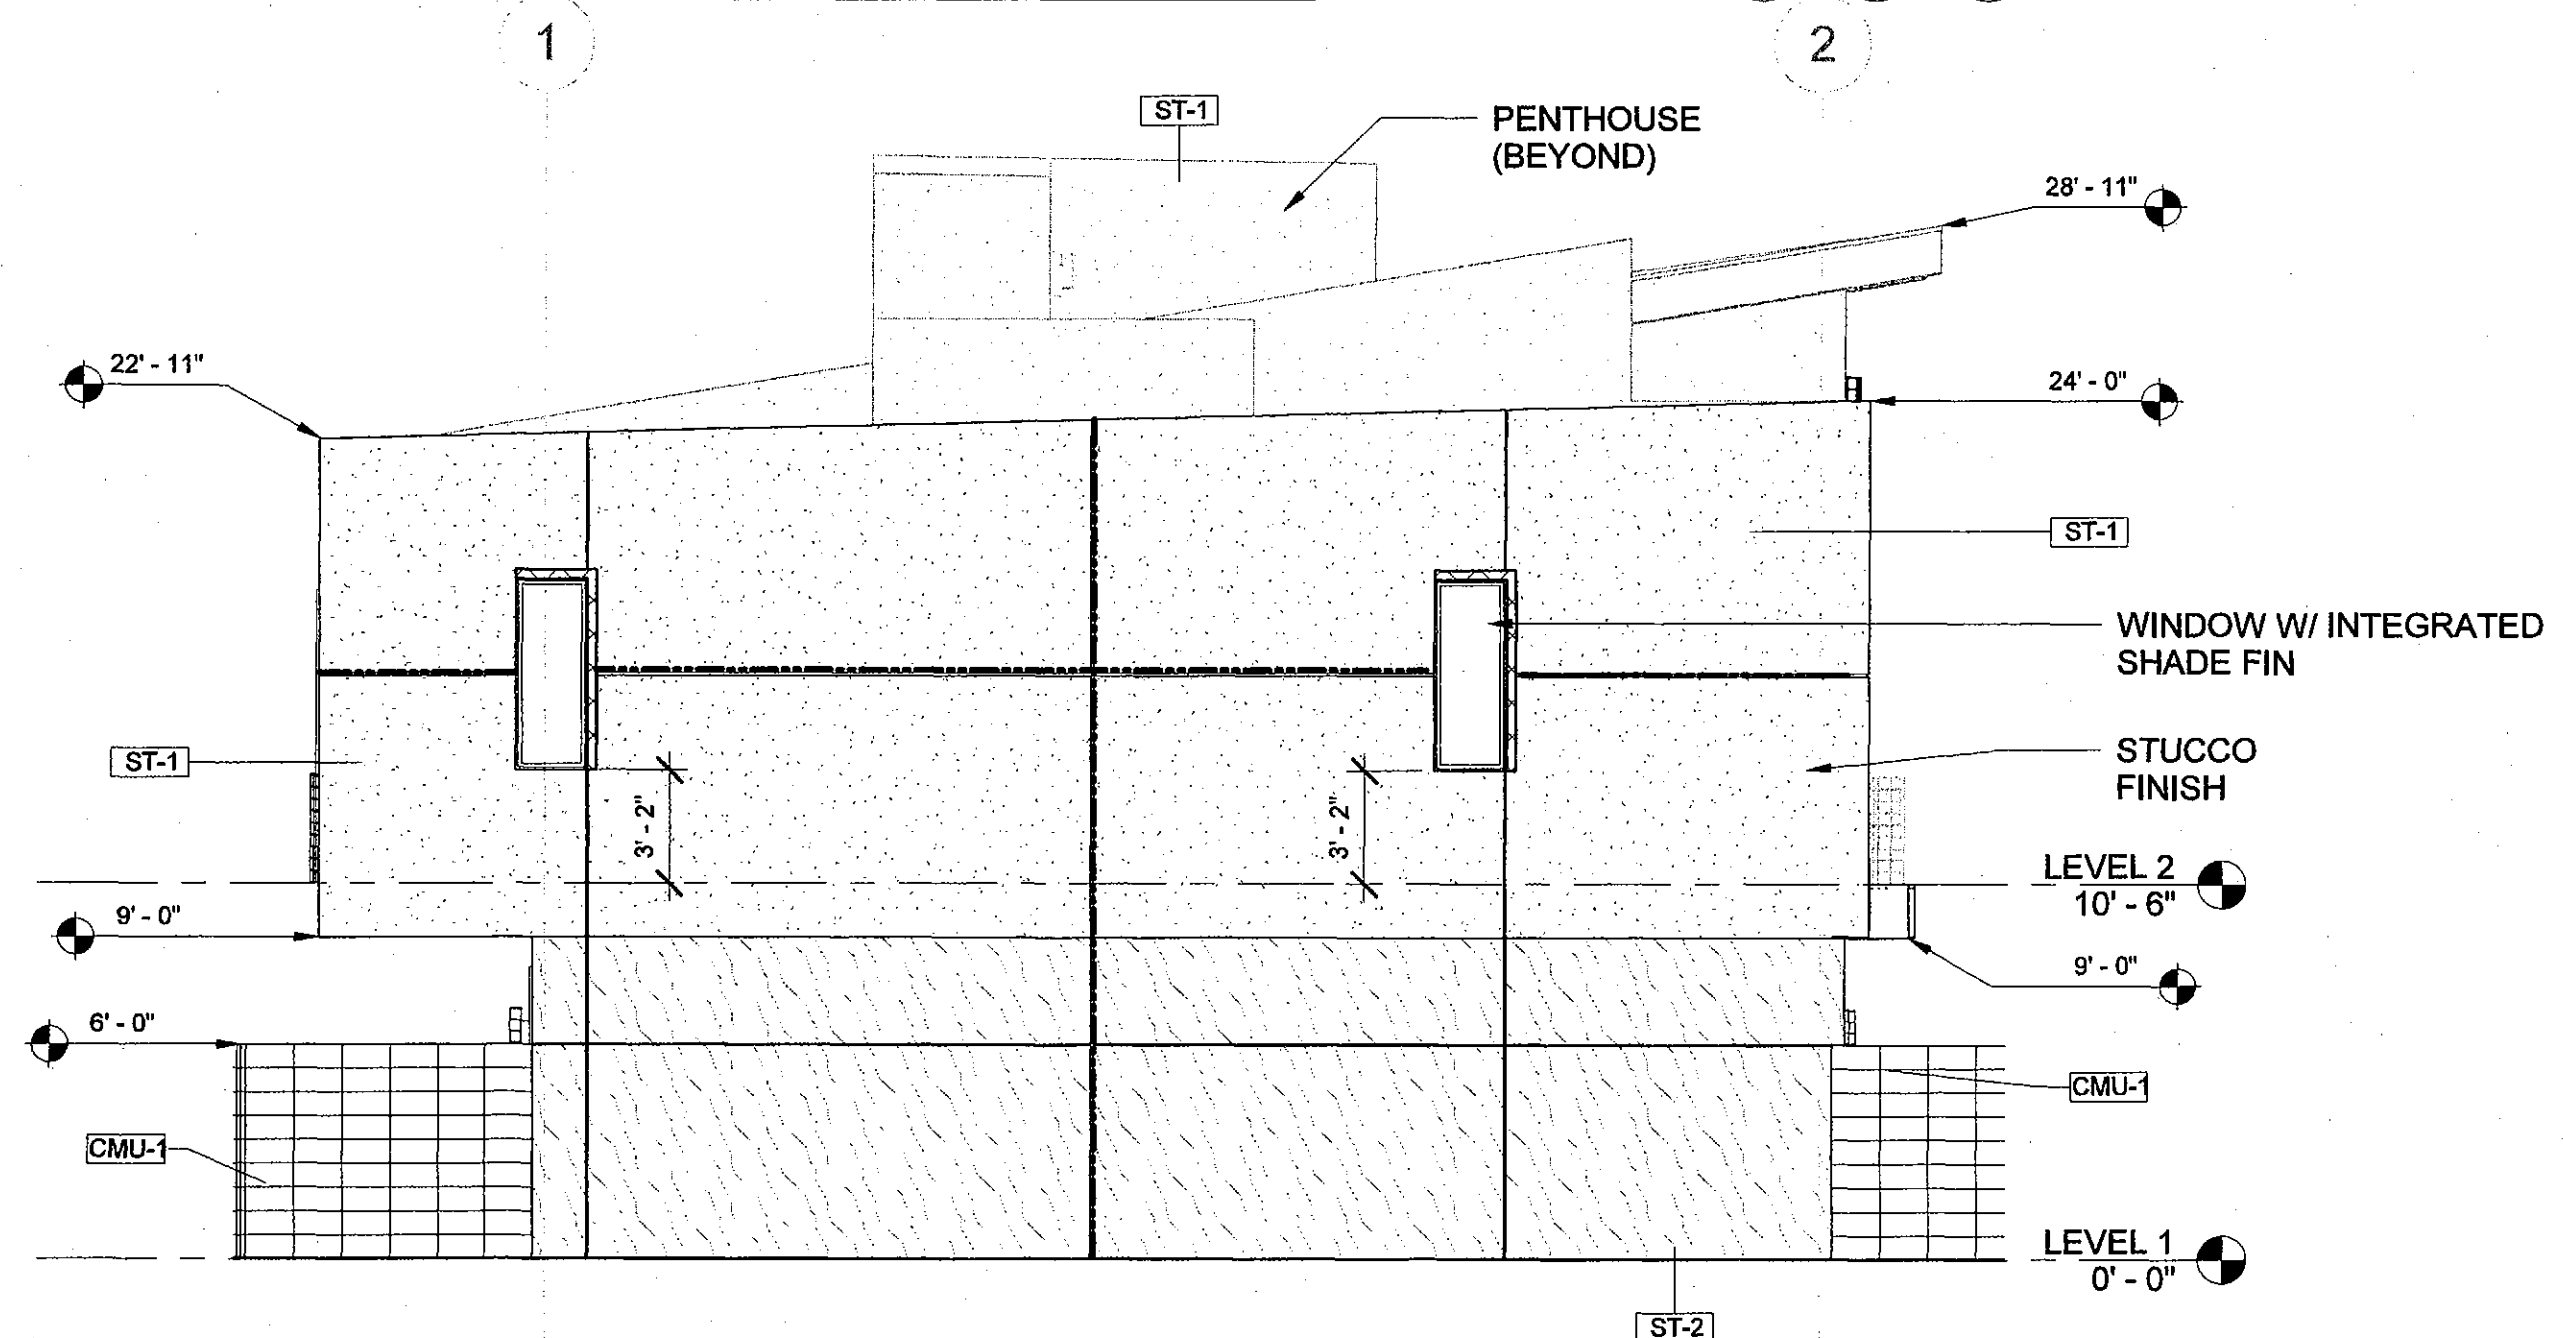 1
2
ST-1
PENTHOUSE
(BEYOND)
28' - 11"
22' - 11"
24' - 0"
ST-1
WINDOW W/ INTEGRATED
SHADE FIN
ST-1
STUCCO
FINISH
3' - 2"
3' - 2"
LEVEL 2
10' - 6"
9' - 0"
9' - 0"
6' - 0"
CMU-1
CMU-1
LEVEL 1
0' - 0"
ST-2